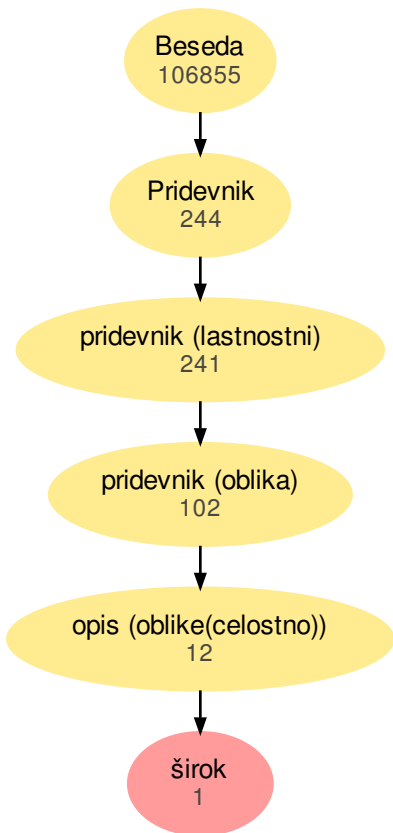 Beseda
106855
Pridevnik
244
pridevnik (lastnostni)
241
pridevnik (oblika)
102
opis (oblike(celostno))
12
širok
1